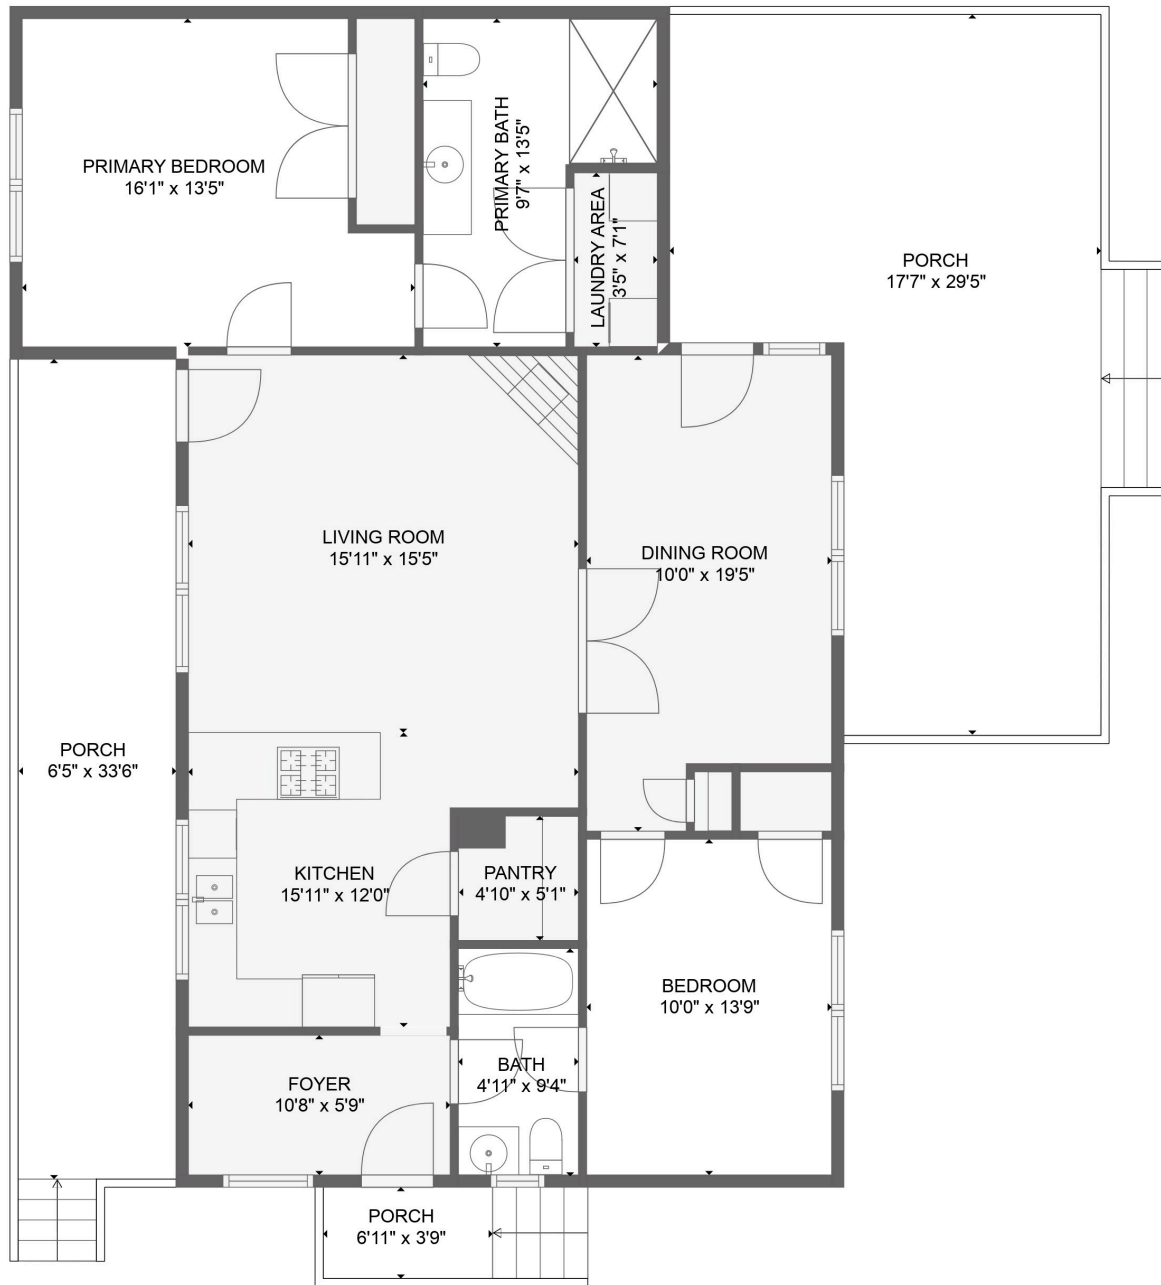 PRIMARY BEDROOM
16'1" x 13'5"
PRIMARY BATH
9'7" x 13'5"
LAUNDRY AREA
3'5" x 7'1"
PORCH
17'7" x 29'5"
LIVING ROOM
15'11" x 15'5"
DINING ROOM
10'0" x 19'5"
PORCH
6'5" x 33'6"
KITCHEN
15'11" x 12'0"
PANTRY
4'10" x 5'1"
BEDROOM
10'0" x 13'9"
BATH
4'11" x 9'4"
FOYER
10'8" x 5'9"
PORCH
6'11" x 3'9"